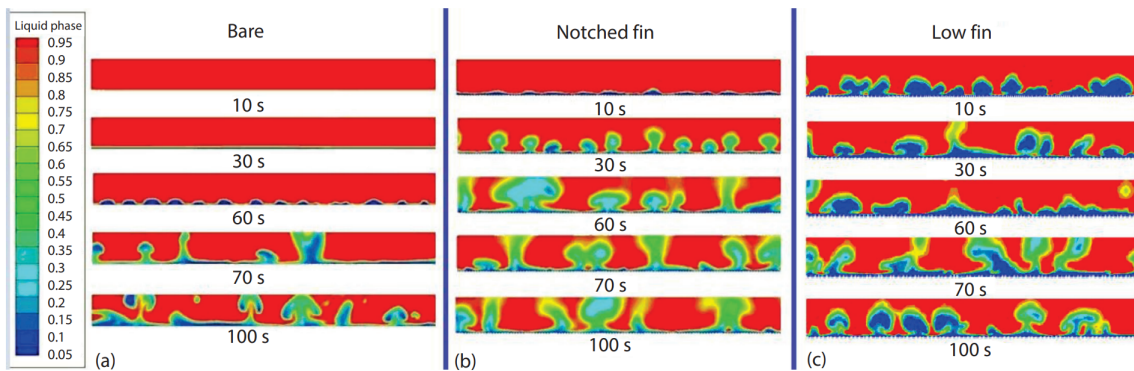 Liquid phase
0.95
0.9
0.85
0.8
0.75
0.7
0.65
0.6
0.55
0.5
0.45
0.4
0.35
0.3
0.25
0.2
0.15
0.1
0.05
Bare
10 s
30 s
60 s
70 s
100 s
(a)
Notched fin
10 s
30 s
60 s
70 s
100 s
(b)
Low fin
10 s
30 s
60 s
70 s
100 s
(c)